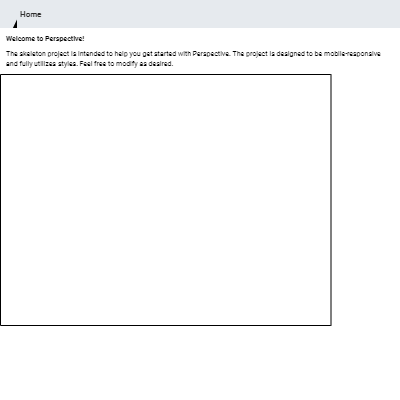 Home
Welcome to Perspective!
The skeleton project is intended to help you get started with Perspective. The project is designed to be mobile-responsive
and fully utilizes styles. Feel free to modify as desired.